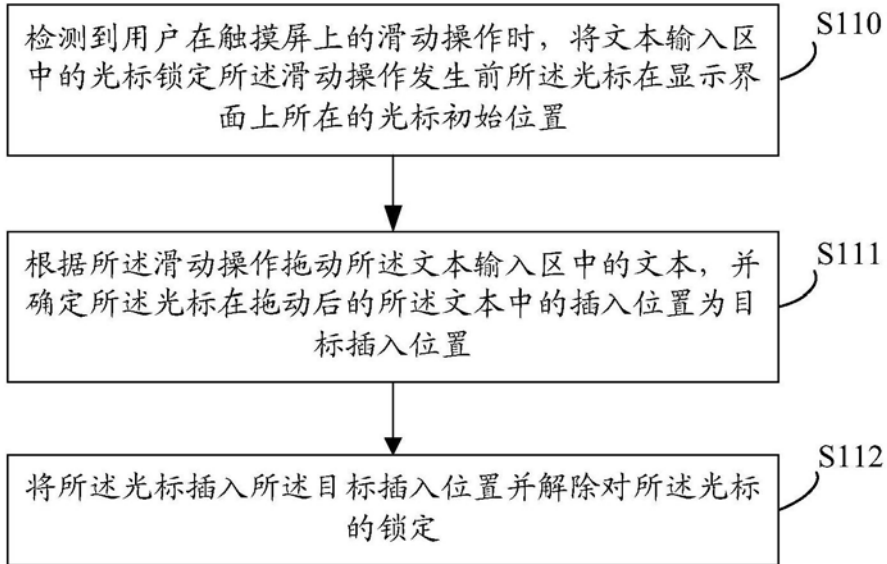 检测到用户在触摸屏上的滑动操作时，将文本输入区
中的光标锁定所述滑动操作发生前所述光标在显示界
面上所在的光标初始位置
S110
根据所述滑动操作拖动所述文本输入区中的文本，并
确定所述光标在拖动后的所述文本中的插入位置为目
标插入位置
S111
将所述光标插入所述目标插入位置并解除对所述光标
的锁定
S112